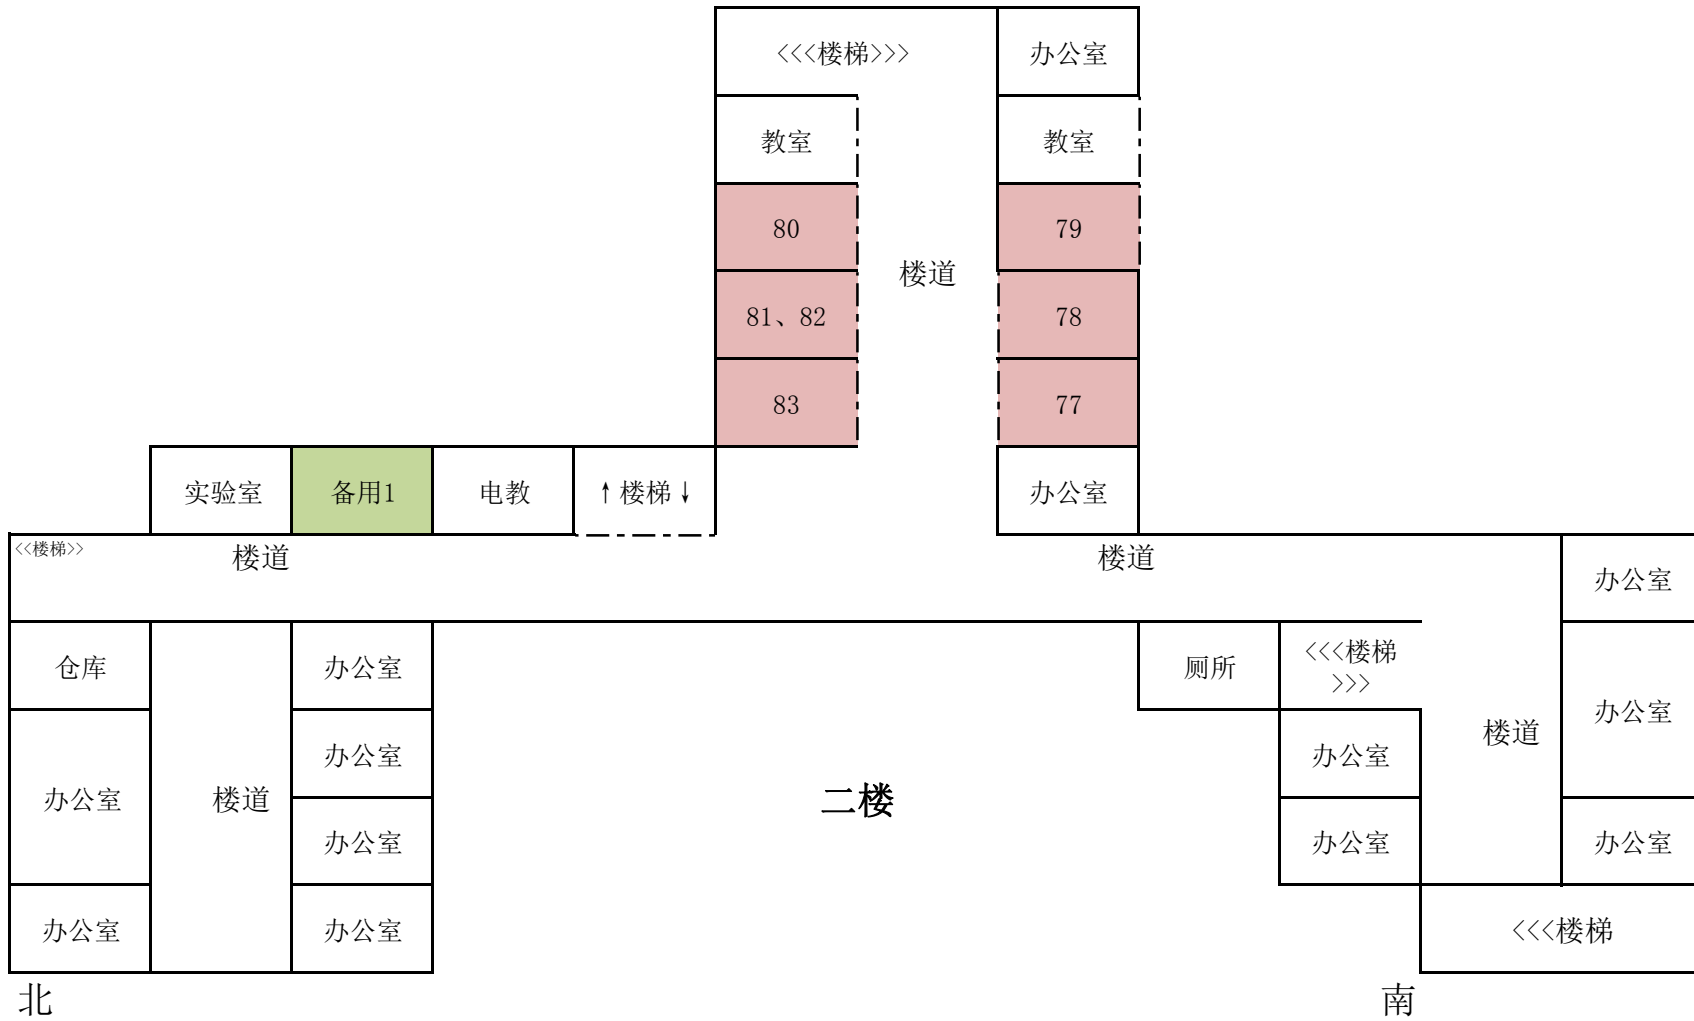 <<<楼梯>>>
办公室
教室
教室
80
79
楼道
81、82
78
83
77
实验室
备用1
电教
↑楼梯↓
办公室
<<楼梯>>
楼道
楼道
办公室
仓库
办公室
厕所
<<<楼梯
>>>
办公室
办公室
办公室
楼道
办公室
楼道
二楼
办公室
办公室
办公室
办公室
办公室
<<<楼梯
北
南